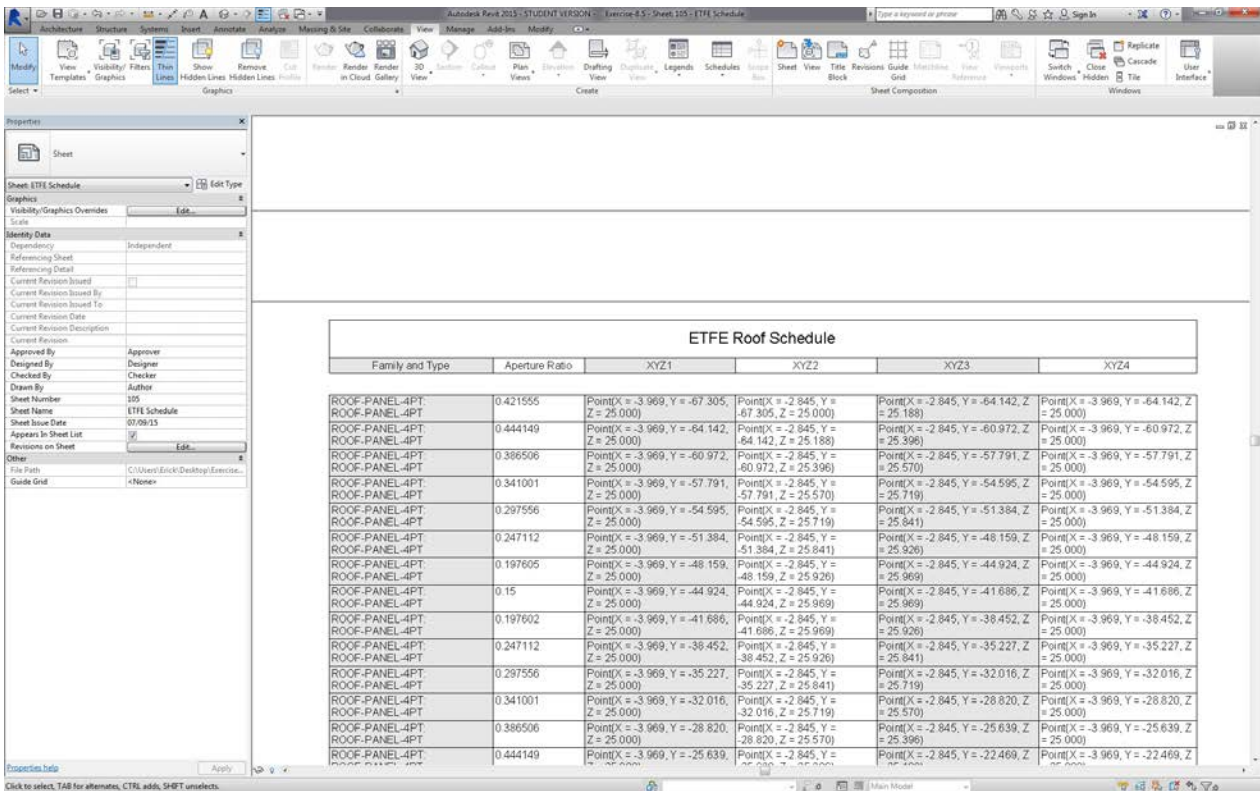 Autodesk Revit 2015 - STUDENT VERSION - Exercise-8.5 - Sheet: 105 - ETFE Schedule
Type a keyword or phrase
Sign In
Architecture Structure Systems Insert Annotate Analyze Massing & Site Collaborate View Manage Add-Ins Modify
Modify View Templates Visibility/ Graphics Filters Thin Lines Show Hidden Lines Remove Hidden Lines Cut Profile Render Render in Cloud Render Gallery 3D View Section Callout Plan Views Elevation Drafting View Duplicate View Legends Schedules Scope Box Sheet View Title Block Revisions Guide Grid Matchline View Reference Viewports Switch Windows Close Hidden Replicate Cascade Tile User Interface
Select Graphics Create Sheet Composition Windows
Properties
Sheet
Sheet: ETFE Schedule Edit Type
Graphics
Visibility/Graphics Overrides Edit...
Scale
Identity Data
Dependency Independent
Referencing Sheet
Referencing Detail
Current Revision Issued
Current Revision Issued By
Current Revision Issued To
Current Revision Date
Current Revision Description
Current Revision
Approved By Approver
Designed By Designer
Checked By Checker
Drawn By Author
Sheet Number 105
Sheet Name ETFE Schedule
Sheet Issue Date 07/09/15
Appears In Sheet List
Revisions on Sheet Edit...
Other
File Path C:\Users\Erick\Desktop\Exercise...
Guide Grid <None>
Properties help Apply
ETFE Roof Schedule
Family and Type Aperture Ratio XYZ1 XYZ2 XYZ3 XYZ4
ROOF-PANEL-4PT: 0.421555 Point(X = -3.969, Y = -67.305, Point(X = -2.845, Y = Point(X = -2.845, Y = -64.142, Z Point(X = -3.969, Y = -64.142, Z
ROOF-PANEL-4PT Z = 25.000) -67.305, Z = 25.000) = 25.188) = 25.000)
ROOF-PANEL-4PT: 0.444149 Point(X = -3.969, Y = -64.142, Point(X = -2.845, Y = Point(X = -2.845, Y = -60.972, Z Point(X = -3.969, Y = -60.972, Z
ROOF-PANEL-4PT Z = 25.000) -64.142, Z = 25.188) = 25.396) = 25.000)
ROOF-PANEL-4PT: 0.386506 Point(X = -3.969, Y = -60.972, Point(X = -2.845, Y = Point(X = -2.845, Y = -57.791, Z Point(X = -3.969, Y = -57.791, Z
ROOF-PANEL-4PT Z = 25.000) -60.972, Z = 25.396) = 25.570) = 25.000)
ROOF-PANEL-4PT: 0.341001 Point(X = -3.969, Y = -57.791, Point(X = -2.845, Y = Point(X = -2.845, Y = -54.595, Z Point(X = -3.969, Y = -54.595, Z
ROOF-PANEL-4PT Z = 25.000) -57.791, Z = 25.570) = 25.719) = 25.000)
ROOF-PANEL-4PT: 0.297556 Point(X = -3.969, Y = -54.595, Point(X = -2.845, Y = Point(X = -2.845, Y = -51.384, Z Point(X = -3.969, Y = -51.384, Z
ROOF-PANEL-4PT Z = 25.000) -54.595, Z = 25.719) = 25.841) = 25.000)
ROOF-PANEL-4PT: 0.247112 Point(X = -3.969, Y = -51.384, Point(X = -2.845, Y = Point(X = -2.845, Y = -48.159, Z Point(X = -3.969, Y = -48.159, Z
ROOF-PANEL-4PT Z = 25.000) -51.384, Z = 25.841) = 25.926) = 25.000)
ROOF-PANEL-4PT: 0.197605 Point(X = -3.969, Y = -48.159, Point(X = -2.845, Y = Point(X = -2.845, Y = -44.924, Z Point(X = -3.969, Y = -44.924, Z
ROOF-PANEL-4PT Z = 25.000) -48.159, Z = 25.926) = 25.969) = 25.000)
ROOF-PANEL-4PT: 0.15 Point(X = -3.969, Y = -44.924, Point(X = -2.845, Y = Point(X = -2.845, Y = -41.686, Z Point(X = -3.969, Y = -41.686, Z
ROOF-PANEL-4PT Z = 25.000) -44.924, Z = 25.969) = 25.969) = 25.000)
ROOF-PANEL-4PT: 0.197602 Point(X = -3.969, Y = -41.686, Point(X = -2.845, Y = Point(X = -2.845, Y = -38.452, Z Point(X = -3.969, Y = -38.452, Z
ROOF-PANEL-4PT Z = 25.000) -41.686, Z = 25.969) = 25.926) = 25.000)
ROOF-PANEL-4PT: 0.247112 Point(X = -3.969, Y = -38.452, Point(X = -2.845, Y = Point(X = -2.845, Y = -35.227, Z Point(X = -3.969, Y = -35.227, Z
ROOF-PANEL-4PT Z = 25.000) -38.452, Z = 25.926) = 25.841) = 25.000)
ROOF-PANEL-4PT: 0.297556 Point(X = -3.969, Y = -35.227, Point(X = -2.845, Y = Point(X = -2.845, Y = -32.016, Z Point(X = -3.969, Y = -32.016, Z
ROOF-PANEL-4PT Z = 25.000) -35.227, Z = 25.841) = 25.719) = 25.000)
ROOF-PANEL-4PT: 0.341001 Point(X = -3.969, Y = -32.016, Point(X = -2.845, Y = Point(X = -2.845, Y = -28.820, Z Point(X = -3.969, Y = -28.820, Z
ROOF-PANEL-4PT Z = 25.000) -32.016, Z = 25.719) = 25.570) = 25.000)
ROOF-PANEL-4PT: 0.386506 Point(X = -3.969, Y = -28.820, Point(X = -2.845, Y = Point(X = -2.845, Y = -25.639, Z Point(X = -3.969, Y = -25.639, Z
ROOF-PANEL-4PT Z = 25.000) -28.820, Z = 25.570) = 25.396) = 25.000)
ROOF-PANEL-4PT: 0.444149 Point(X = -3.969, Y = -25.639, Point(X = -2.845, Y = Point(X = -2.845, Y = -22.469, Z Point(X = -3.969, Y = -22.469, Z
Click to select, TAB for alternates, CTRL adds, SHIFT unselects. :0 Main Model :0